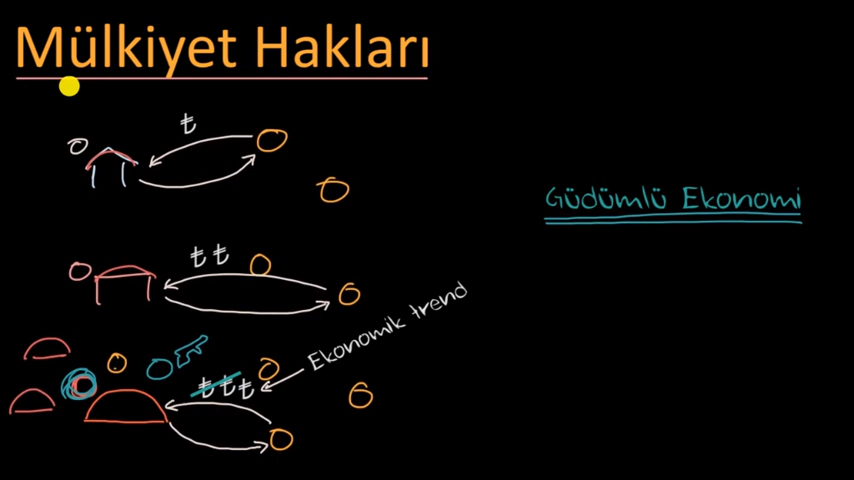 Mülkiyet Hakları
₺
Güdümlü Ekonomi
₺ ₺
Ekonomik trend
₺ ₺ ₺